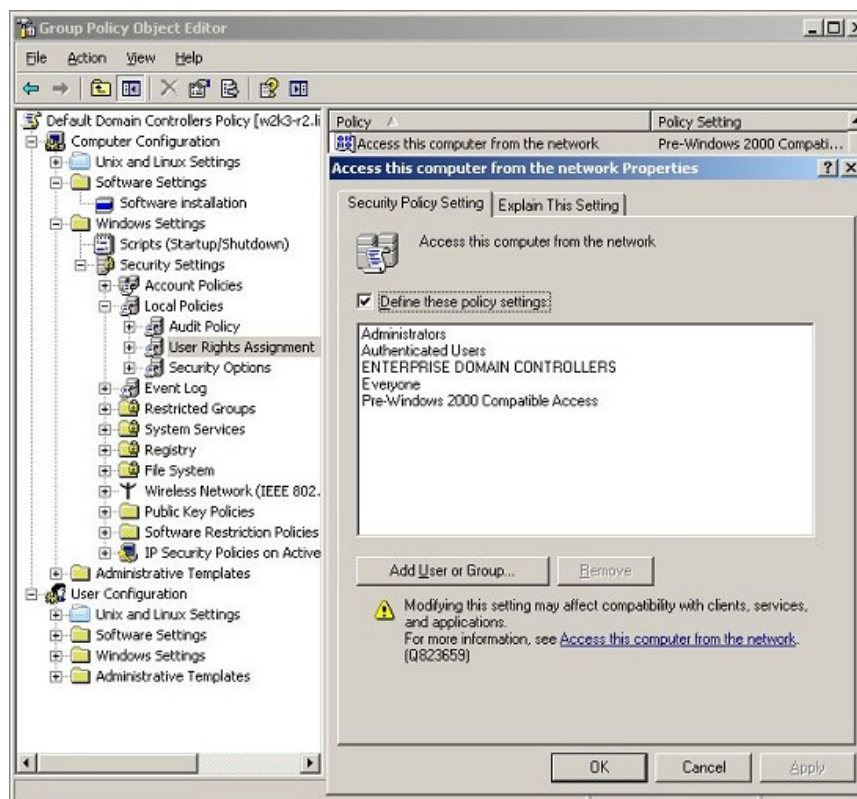 Group Policy Object Editor
File Action View Help
Default Domain Controllers Policy [w2k3-r2.li
Computer Configuration
Unix and Linux Settings
Software Settings
Software installation
Windows Settings
Scripts (Startup/Shutdown)
Security Settings
Account Policies
Local Policies
Audit Policy
User Rights Assignment
Security Options
Event Log
Restricted Groups
System Services
Registry
File System
Wireless Network (IEEE 802.
Public Key Policies
Software Restriction Policies
IP Security Policies on Active
Administrative Templates
User Configuration
Unix and Linux Settings
Software Settings
Windows Settings
Administrative Templates
Policy Policy Setting
Access this computer from the network Pre-Windows 2000 Compati...
Access this computer from the network Properties
Security Policy Setting Explain This Setting
Access this computer from the network
Define these policy settings:
Administrators
Authenticated Users
ENTERPRISE DOMAIN CONTROLLERS
Everyone
Pre-Windows 2000 Compatible Access
Add User or Group... Remove
Modifying this setting may affect compatibility with clients, services,
and applications.
For more information, see Access this computer from the network.
(Q823659)
OK Cancel Apply